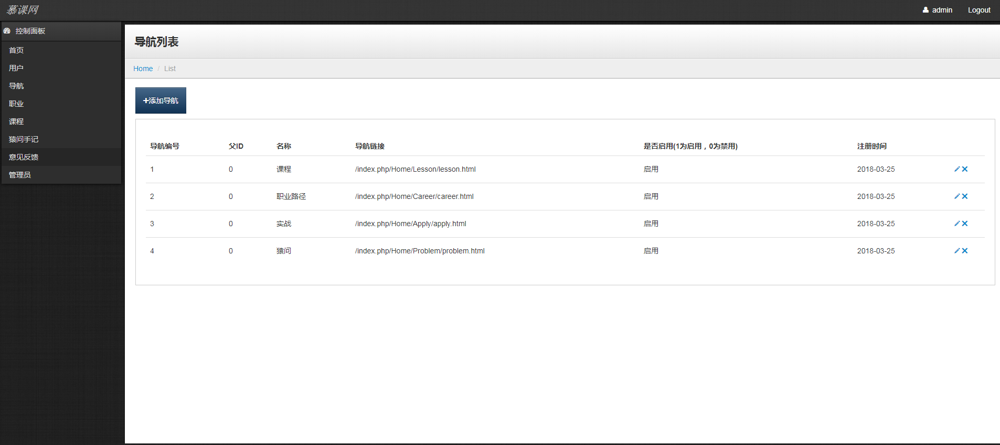 慕课网
admin
Logout
控制面板
首页
用户
导航
职业
课程
猿问手记
意见反馈
管理员
导航列表
Home / List
+添加导航
导航编号 父ID 名称 导航链接 是否启用(1为启用，0为禁用) 注册时间
1 0 课程 /index.php/Home/Lesson/lesson.html 启用 2018-03-25
2 0 职业路径 /index.php/Home/Career/career.html 启用 2018-03-25
3 0 实战 /index.php/Home/Apply/apply.html 启用 2018-03-25
4 0 猿问 /index.php/Home/Problem/problem.html 启用 2018-03-25